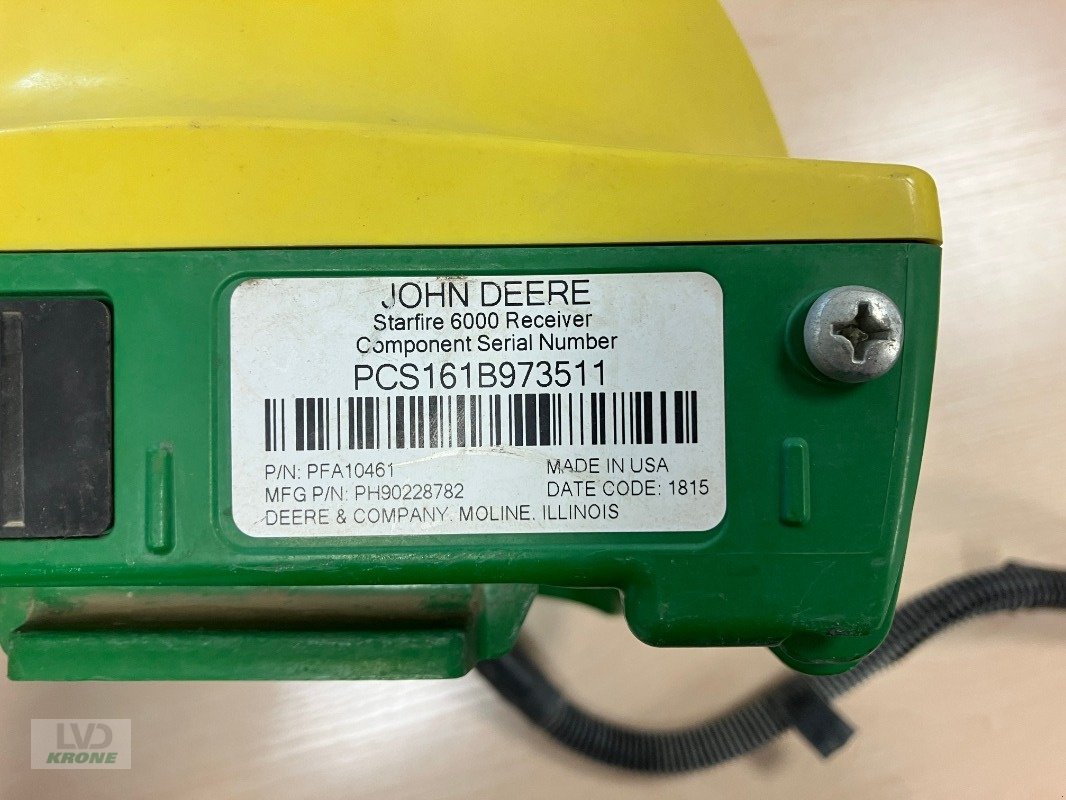 JOHN DEERE
Starfire 6000 Receiver
Component Serial Number
PCS161B973511
P/N: PFA10461
MADE IN USA
MFG P/N: PH90228782
DATE CODE: 1815
DEERE & COMPANY, MOLINE, ILLINOIS
LVD
KRONE